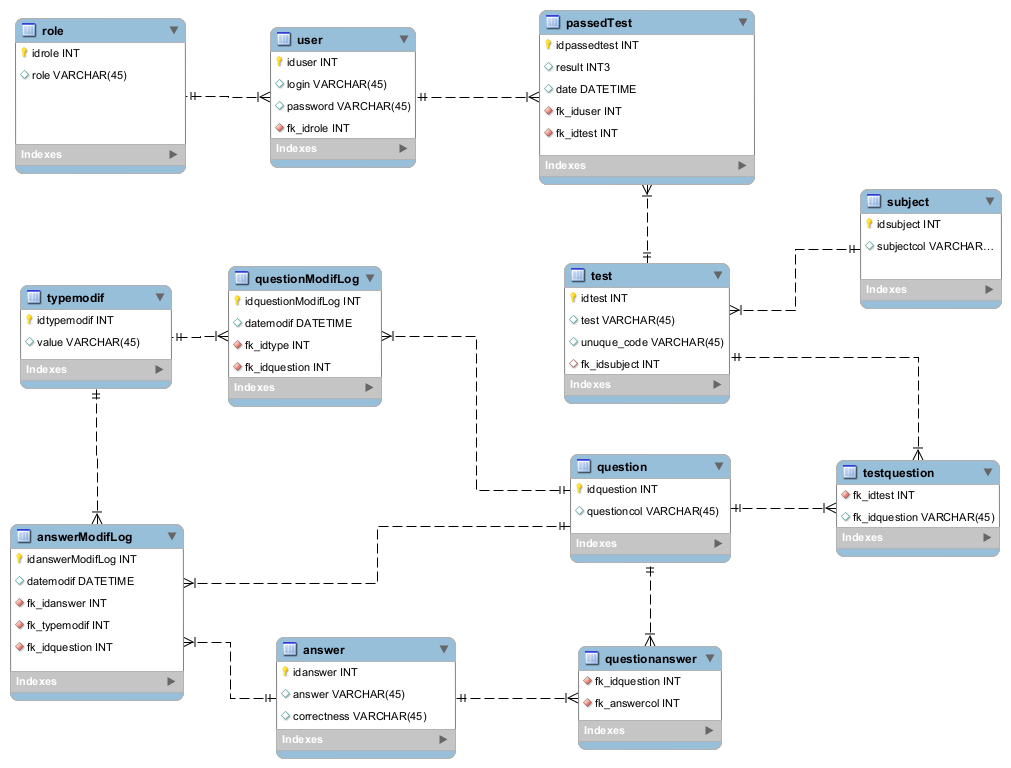 role
idrole INT
role VARCHAR(45)
Indexes
user
iduser INT
login VARCHAR(45)
password VARCHAR(45)
fk_idrole INT
Indexes
passedTest
idpassedtest INT
result INT3
date DATETIME
fk_iduser INT
fk_idtest INT
Indexes
subject
idsubject INT
subjectcol VARCHAR...
Indexes
test
idtest INT
test VARCHAR(45)
unuque_code VARCHAR(45)
fk_idsubject INT
Indexes
questionModifLog
idquestionModifLog INT
datemodif DATETIME
fk_idtype INT
fk_idquestion INT
Indexes
typemodif
idtypemodif INT
value VARCHAR(45)
Indexes
question
idquestion INT
questioncol VARCHAR(45)
Indexes
testquestion
fk_idtest INT
fk_idquestion VARCHAR(45)
Indexes
answerModifLog
idanswerModifLog INT
datemodif DATETIME
fk_idanswer INT
fk_typemodif INT
fk_idquestion INT
Indexes
answer
idanswer INT
answer VARCHAR(45)
correctness VARCHAR(45)
Indexes
questionanswer
fk_idquestion INT
fk_answercol INT
Indexes